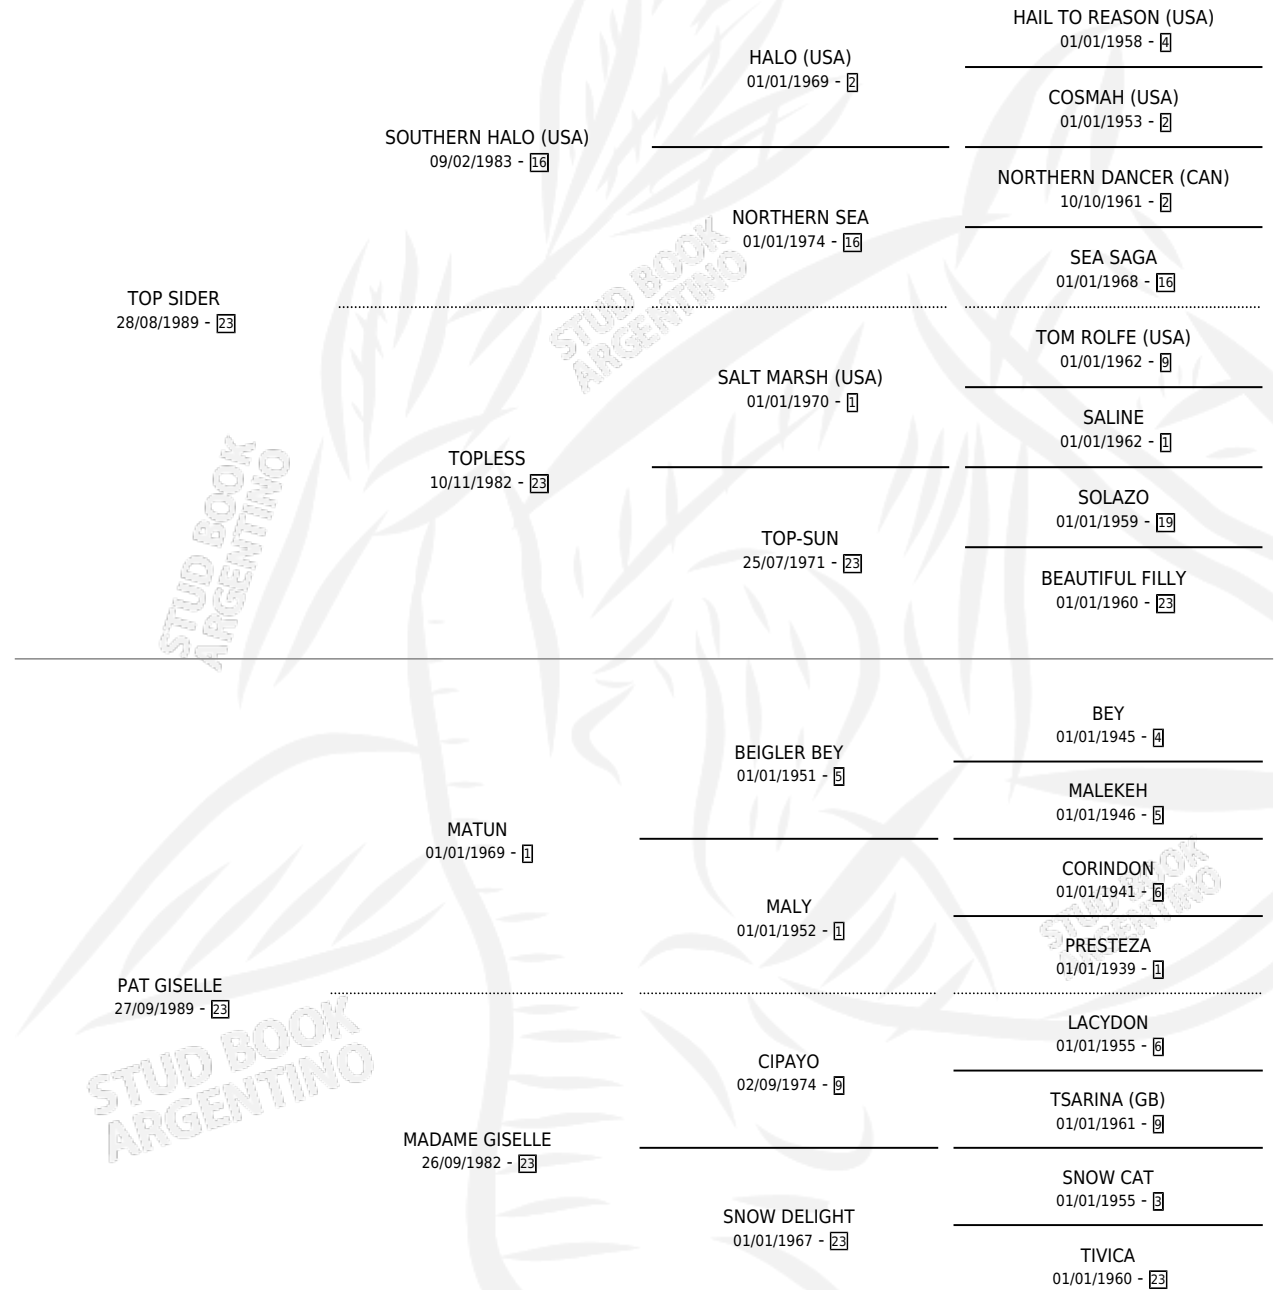 HAIL TO REASON (USA)
01/01/1958 - 4
HALO (USA)
01/01/1969 - 2
COSMAH (USA)
01/01/1953 - 2
SOUTHERN HALO (USA)
09/02/1983 - 16
NORTHERN DANCER (CAN)
10/10/1961 - 2
NORTHERN SEA
01/01/1974 - 16
SEA SAGA
01/01/1968 - 16
TOP SIDER
28/08/1989 - 23
STUD BOOK
ARGENTINO
TOM ROLFE (USA)
01/01/1962 - 9
SALT MARSH (USA)
01/01/1970 - 1
SALINE
01/01/1962 - 1
TOPLESS
10/11/1982 - 23
SOLAZO
01/01/1959 - 19
TOP-SUN
25/07/1971 - 23
BEAUTIFUL FILLY
01/01/1960 - 23
STUD BOOK
ARGENTINO
BEY
01/01/1945 - 4
BEIGLER BEY
01/01/1951 - 5
MALEKEH
01/01/1946 - 5
MATUN
01/01/1969 - 1
CORINDON
01/01/1941 - 6
MALY
01/01/1952 - 1
PRESTEZA
01/01/1939 - 1
STUD BOOK
ARGENTINO
PAT GISELLE
27/09/1989 - 23
STUD BOOK
ARGENTINO
LACYDON
01/01/1955 - 6
CIPAYO
02/09/1974 - 9
TSARINA (GB)
01/01/1961 - 9
MADAME GISELLE
26/09/1982 - 23
SNOW CAT
01/01/1955 - 3
SNOW DELIGHT
01/01/1967 - 23
TIVICA
01/01/1960 - 23